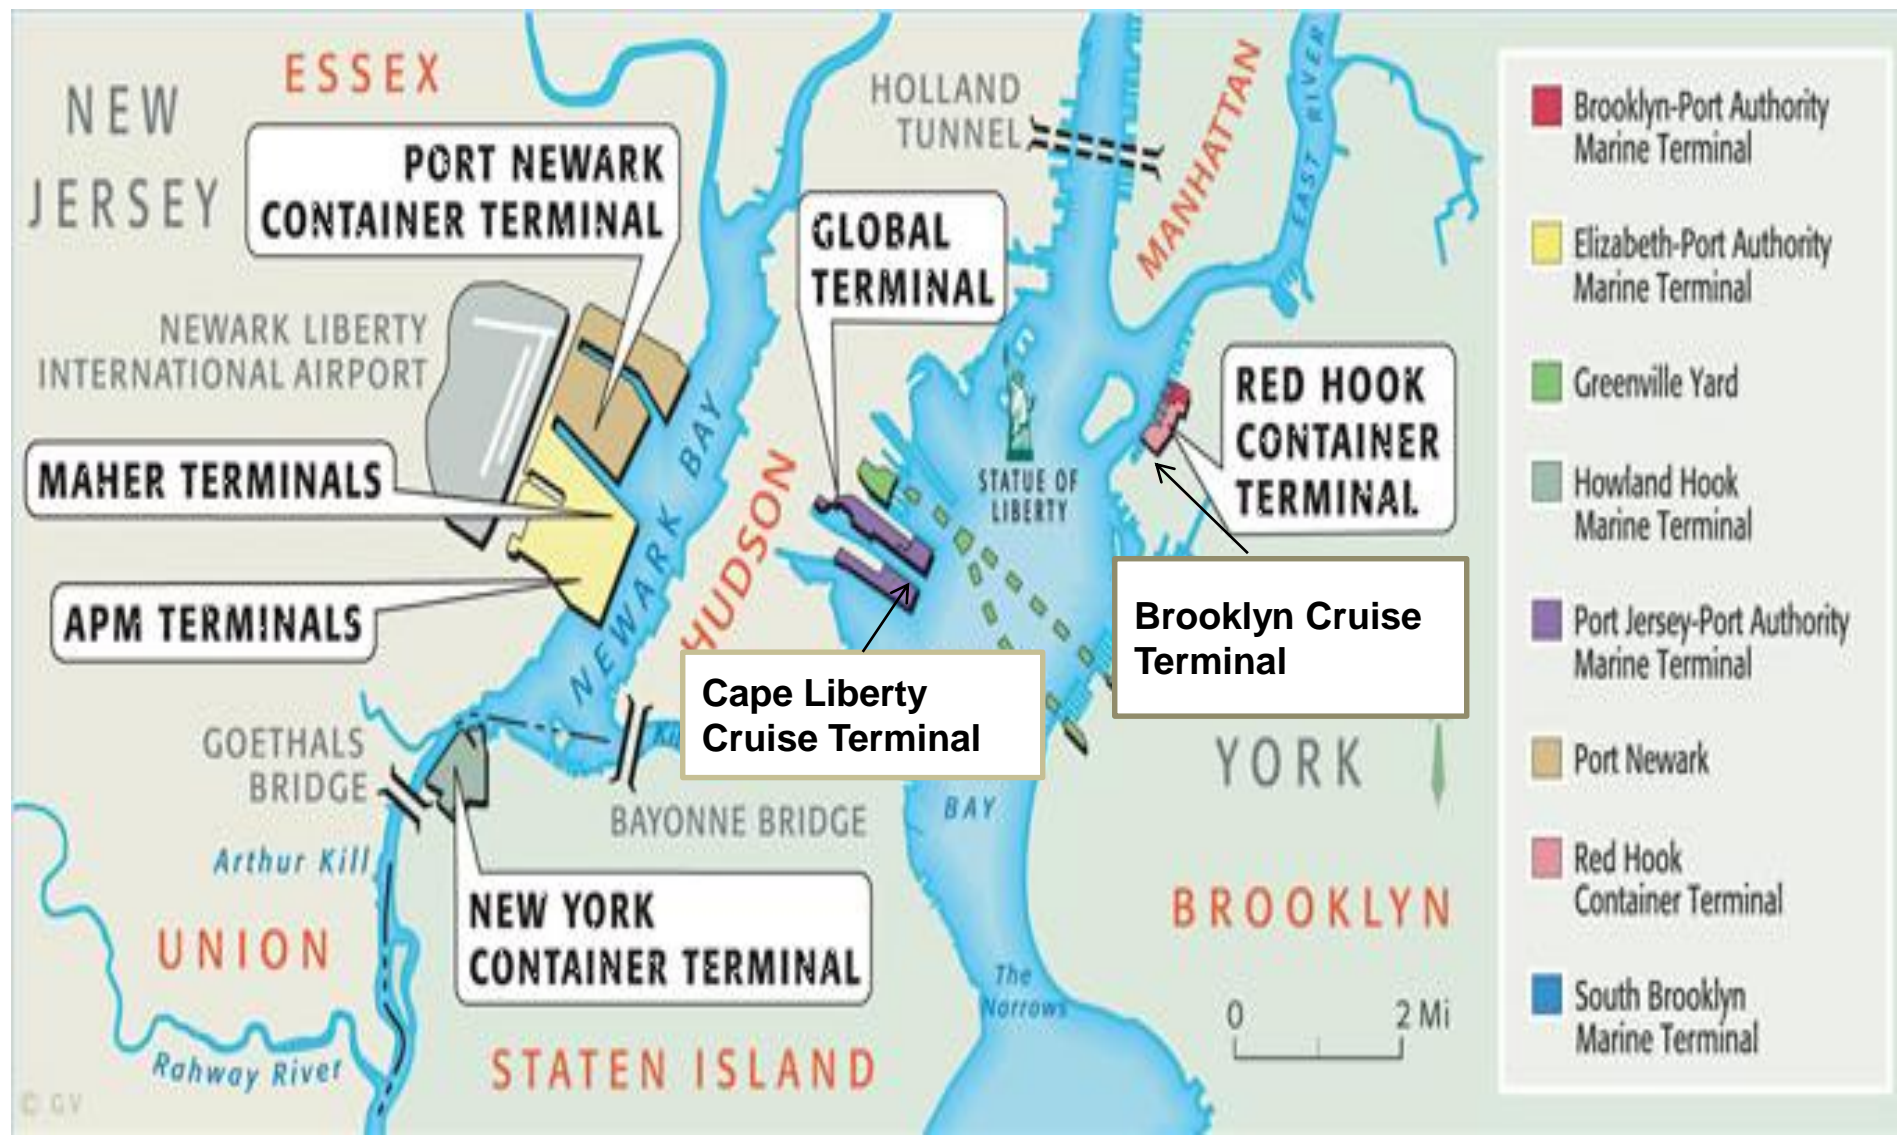 NEW
JERSEY
ESSEX
PORT NEWARK
CONTAINER TERMINAL
HOLLAND
TUNNEL
MANHATTAN
EAST RIVER
GLOBAL
TERMINAL
NEWARK LIBERTY
INTERNATIONAL AIRPORT
MAHER TERMINALS
APM TERMINALS
NEWARK BAY
HUDSON
STATUE OF
LIBERTY
RED HOOK
CONTAINER
TERMINAL
Brooklyn Cruise
Terminal
Cape Liberty
Cruise Terminal
GOETHALS
BRIDGE
BAYONNE BRIDGE
BAY
YORK
Arthur Kill
UNION
NEW YORK
CONTAINER TERMINAL
BROOKLYN
The
Narrows
0 2 Mi
Rahway River
STATEN ISLAND
© GV
Brooklyn-Port Authority
Marine Terminal
Elizabeth-Port Authority
Marine Terminal
Greenville Yard
Howland Hook
Marine Terminal
Port Jersey-Port Authority
Marine Terminal
Port Newark
Red Hook
Container Terminal
South Brooklyn
Marine Terminal